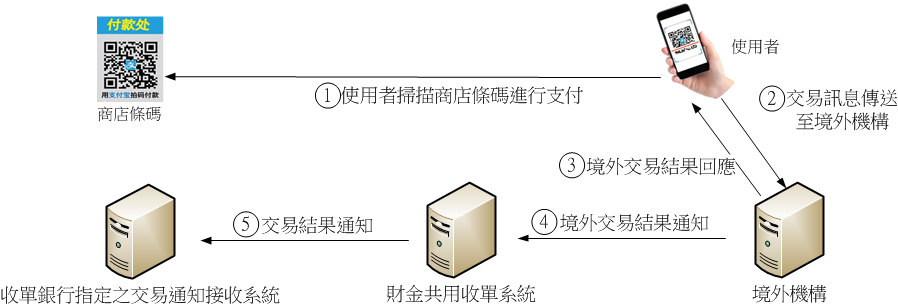 付款处
用支付宝拍码付款
商店條碼
使用者
①使用者掃描商店條碼進行支付
②交易訊息傳送
至境外機構
③境外交易結果回應
④境外交易結果通知
⑤交易結果通知
收單銀行指定之交易通知接收系統
財金共用收單系統
境外機構